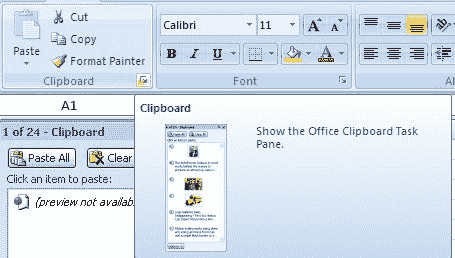 Cut
Copy
Format Painter
Paste
Clipboard
Calibri
11
A A
B I U
A
Font
A1
1 of 24 - Clipboard
Paste All
Clear
Click an item to paste:
(preview not availab
Clipboard
Show the Office Clipboard Task
Pane.